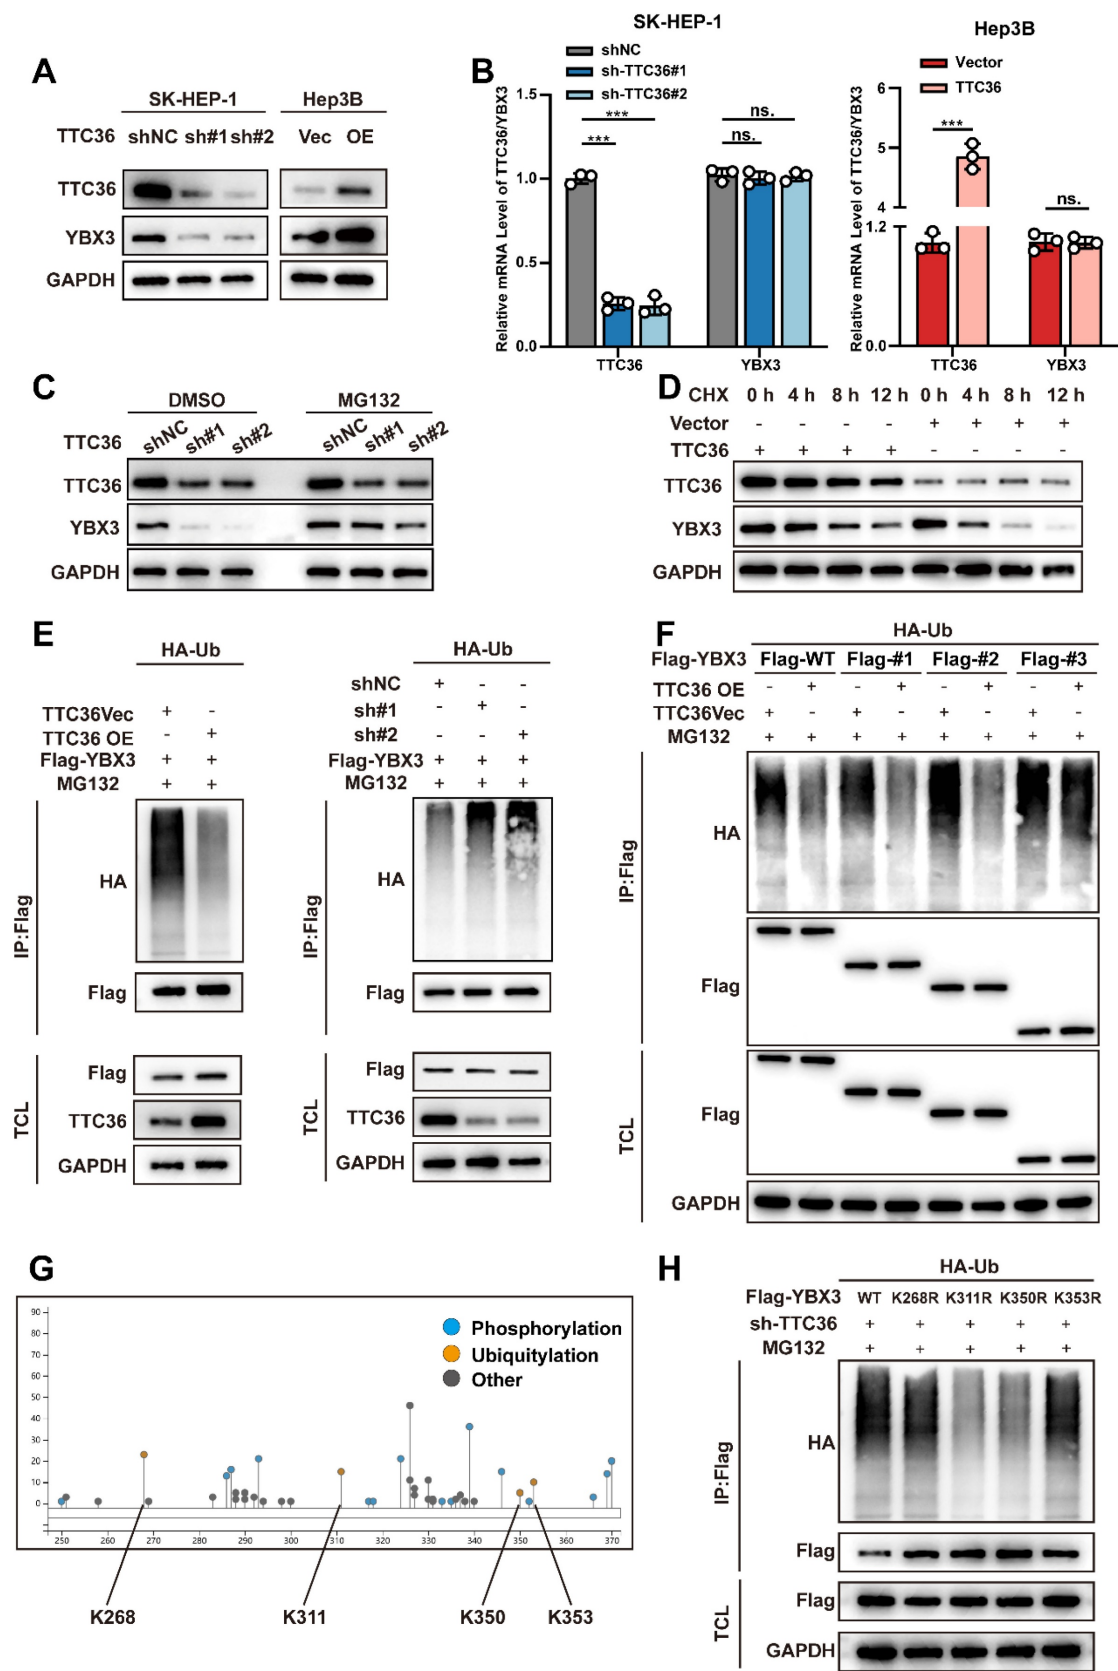 A
SK-HEP-1 Hep3B
TTC36 shNC sh#1 sh#2 Vec OE
TTC36
YBX3
GAPDH
B
SK-HEP-1
shNC
sh-TTC36#1
sh-TTC36#2
Relative mRNA Level of TTC36/YBX3
1.5
1.0
0.5
0.0
***
***
ns.
ns.
TTC36 YBX3
Hep3B
Vector
TTC36
Relative mRNA Level of TTC36/YBX3
6
5
4
1.2
0.0
***
ns.
TTC36 YBX3
C
DMSO MG132
TTC36 shNC sh#1 sh#2 shNC sh#1 sh#2
TTC36
YBX3
GAPDH
D
CHX 0 h 4 h 8 h 12 h 0 h 4 h 8 h 12 h
Vector - - - - + + + +
TTC36 + + + + - - - -
TTC36
YBX3
GAPDH
E
HA-Ub
TTC36Vec + -
TTC36 OE - +
Flag-YBX3 + +
MG132 + +
IP:Flag
HA
Flag
TCL
Flag
TTC36
GAPDH
HA-Ub
shNC + - -
sh#1 - + -
sh#2 - - +
Flag-YBX3 + + +
MG132 + + +
IP:Flag
HA
Flag
TCL
Flag
TTC36
GAPDH
F
HA-Ub
Flag-YBX3 Flag-WT Flag-#1 Flag-#2 Flag-#3
TTC36 OE - + - + - + - +
TTC36Vec + - + - + - + -
MG132 + + + + + + + +
IP:Flag
HA
Flag
TCL
Flag
GAPDH
G
90
80
70
60
50
40
30
20
10
0
Phosphorylation
Ubiquitylation
Other
250 260 270 280 290 300 310 320 330 340 350 360 370
K268 K311 K350 K353
H
HA-Ub
Flag-YBX3 WT K268R K311R K350R K353R
sh-TTC36 + + + + +
MG132 + + + + +
IP:Flag
HA
Flag
TCL
Flag
GAPDH